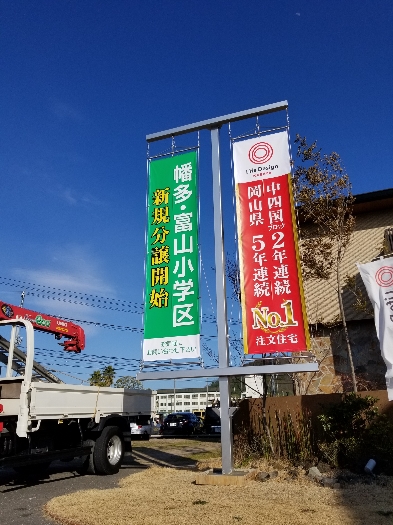 幡多・富山小学区
新規分譲開始
Life Design
中四国ブロック2年連続
岡山県 5年連続
No.1
注文住宅